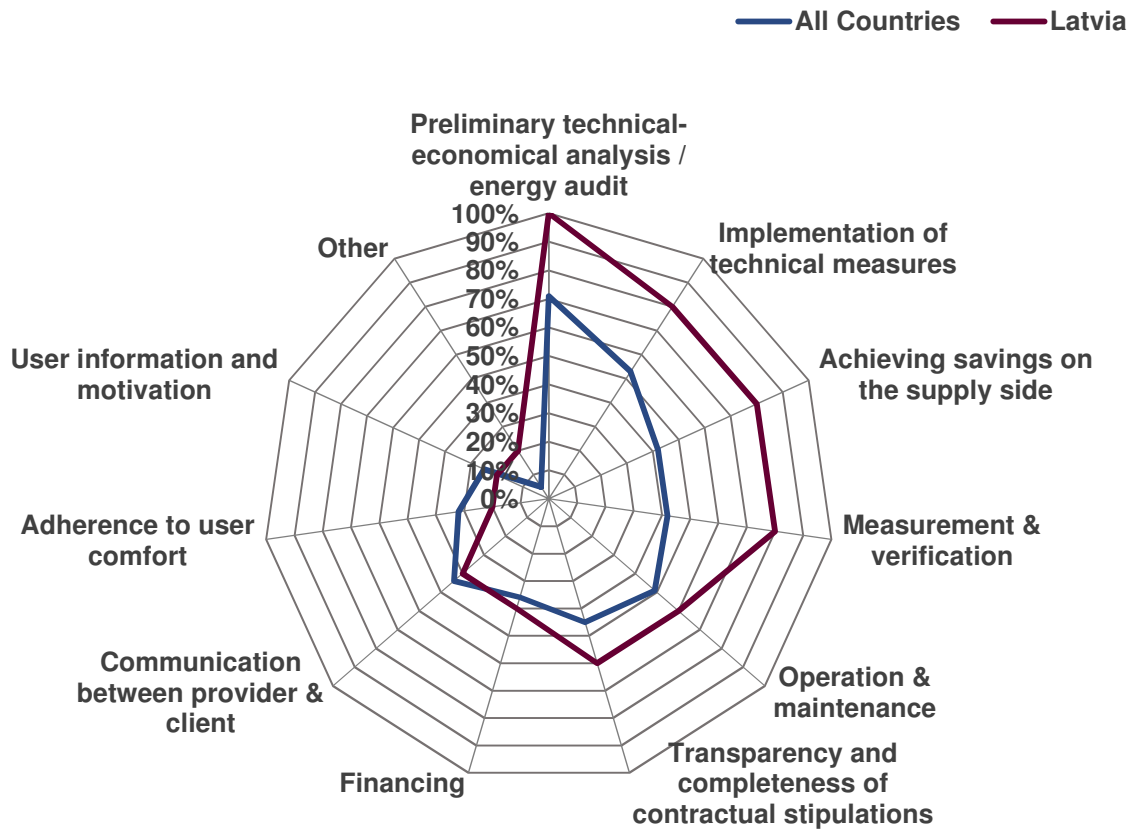 All Countries
Latvia
Preliminary technical-
economical analysis /
energy audit
100%
90%
80%
70%
60%
50%
40%
30%
20%
10%
0%
Implementation of
technical measures
Achieving savings on
the supply side
Measurement &
verification
Operation &
maintenance
Transparency and
completeness of
contractual stipulations
Financing
Communication
between provider &
client
Adherence to user
comfort
User information and
motivation
Other